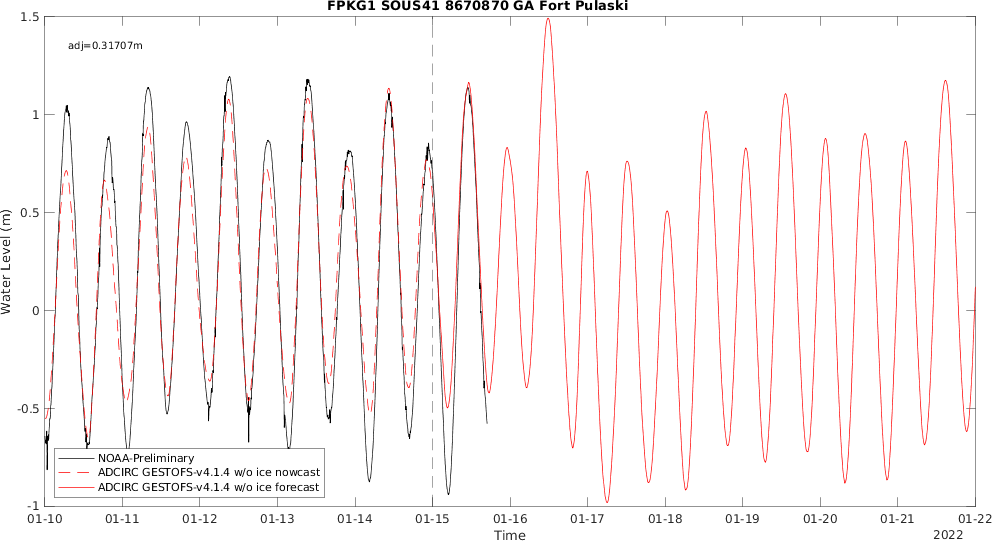 FPKG1 SOUS41 8670870 GA Fort Pulaski
adj=0.31707m
Water Level (m)
1.5
1
0.5
0
-0.5
-1
NOAA-Preliminary
ADCIRC GESTOFS-v4.1.4 w/o ice nowcast
ADCIRC GESTOFS-v4.1.4 w/o ice forecast
01-10 01-11 01-12 01-13 01-14 01-15 01-16 01-17 01-18 01-19 01-20 01-21 01-22
Time
2022